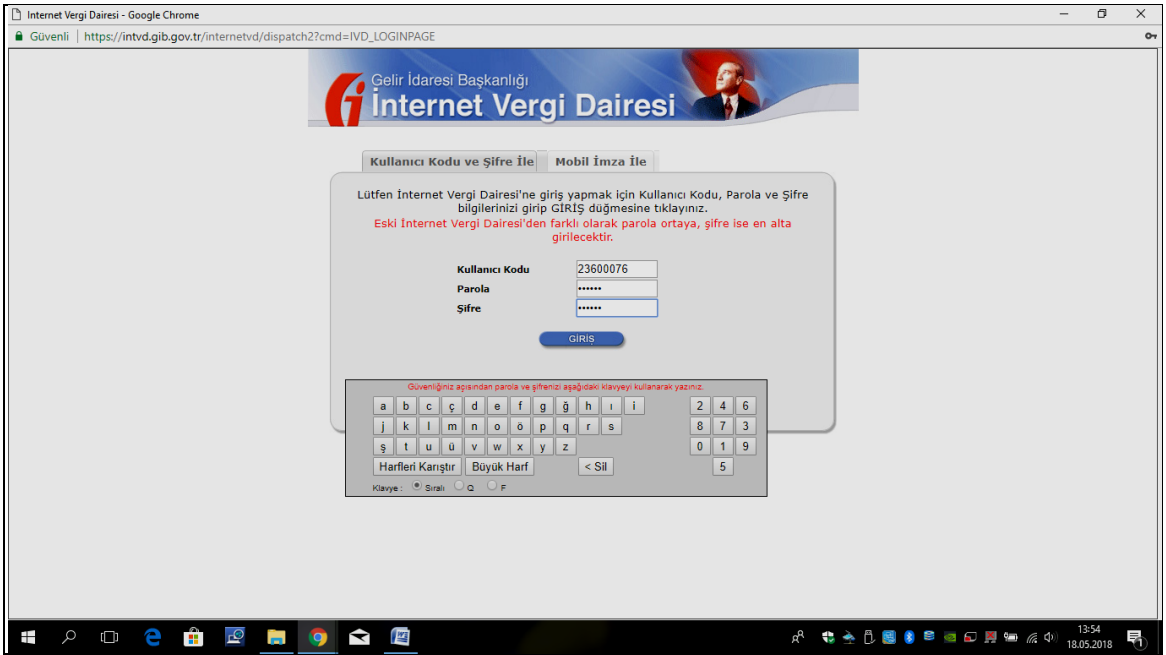 Internet Vergi Dairesi - Google Chrome
Güvenli | https://intvd.gib.gov.tr/internetvd/dispatch2?cmd=IVD_LOGINPAGE
Gelir İdaresi Başkanlığı
İnternet Vergi Dairesi
Kullanıcı Kodu ve Şifre İle Mobil İmza İle
Lütfen İnternet Vergi Dairesi'ne giriş yapmak için Kullanıcı Kodu, Parola ve Şifre
bilgilerinizi girip GİRİŞ düğmesine tıklayınız.
Eski İnternet Vergi Dairesi'den farklı olarak parola ortaya, şifre ise en alta
girilecektir.
Kullanıcı Kodu 23600076
Parola ••••••
Şifre ••••••
GİRİŞ
Güvenliğiniz açısından parola ve şifrenizi aşağıdaki klavyeyi kullanarak yazınız.
a b c ç d e f g ğ h ı i 2 4 6
j k l m n o ö p q r s 8 7 3
ş t u ü v w x y z 0 1 9
Harfleri Karıştır Büyük Harf < Sil 5
Klavye : Sıralı Q F
13:54
18.05.2018